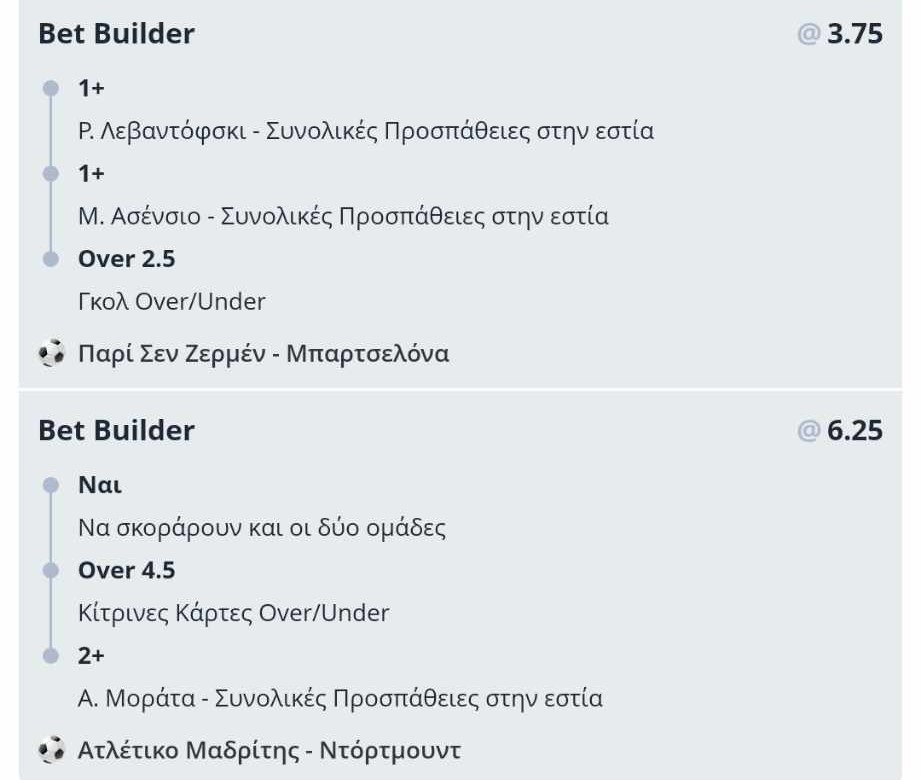 Bet Builder @ 3.75
1+
Ρ. Λεβαντόφσκι - Συνολικές Προσπάθειες στην εστία
1+
Μ. Ασένσιο - Συνολικές Προσπάθειες στην εστία
Over 2.5
Γκολ Over/Under
Παρί Σεν Ζερμέν - Μπαρτσελόνα
Bet Builder @ 6.25
Ναι
Να σκοράρουν και οι δύο ομάδες
Over 4.5
Κίτρινες Κάρτες Over/Under
2+
Α. Μοράτα - Συνολικές Προσπάθειες στην εστία
Ατλέτικο Μαδρίτης - Ντόρτμουντ